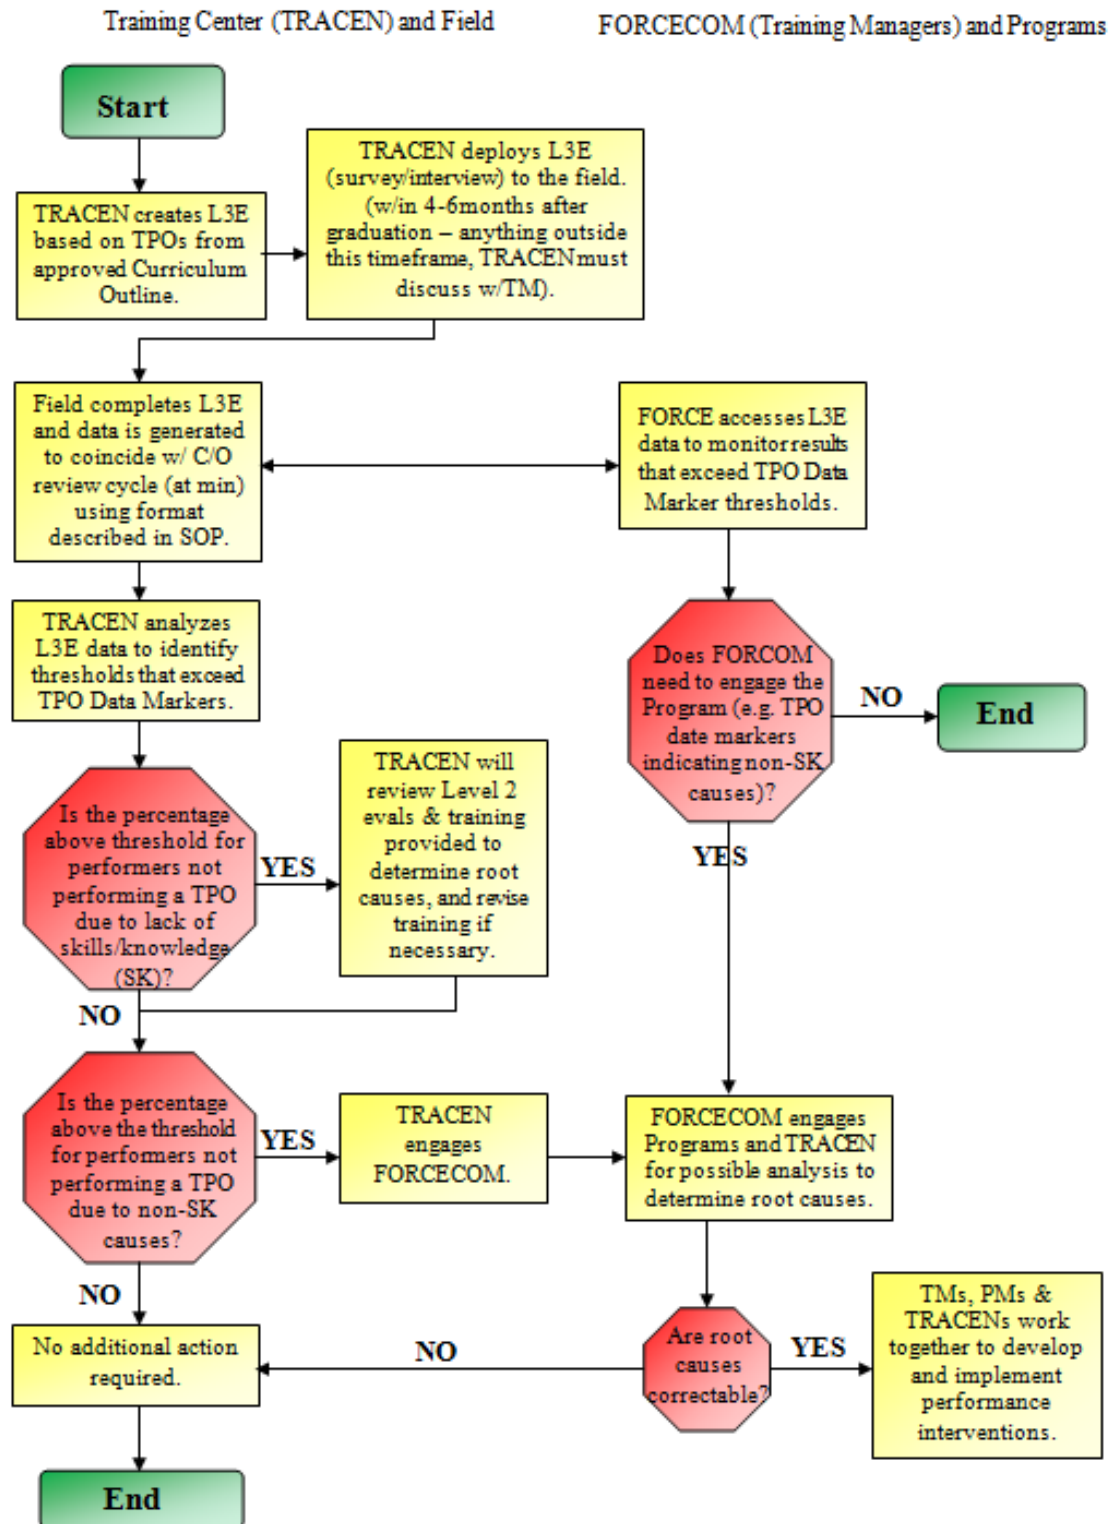 Training Center (TRACEN) and Field
FORCECOM (Training Managers) and Programs
Start
TRACEN creates L3E
based on TPOs from
approved Curriculum
Outline.
TRACEN deploys L3E
(survey/interview) to the field.
(w/in 4-6months after
graduation – anything outside
this timeframe, TRACEN must
discuss w/TM).
Field completes L3E
and data is generated
to coincide w/ C/O
review cycle (at min)
using format
described in SOP.
FORCE accesses L3E
data to monitor results
that exceed TPO Data
Marker thresholds.
TRACEN analyzes
L3E data to identify
thresholds that exceed
TPO Data Markers.
Does FORCOM
need to engage the
Program (e.g. TPO
date markers
indicating non-SK
causes)?
NO
End
YES
Is the percentage
above threshold for
performers not
performing a TPO
due to lack of
skills/knowledge
(SK)?
YES
TRACEN will
review Level 2
evals & training
provided to
determine root
causes, and revise
training if
necessary.
NO
Is the percentage
above the threshold
for performers not
performing a TPO
due to non-SK
causes?
YES
TRACEN
engages
FORCECOM.
FORCECOM engages
Programs and TRACEN
for possible analysis to
determine root causes.
NO
No additional action
required.
NO
Are root
causes
correctable?
YES
TMs, PMs &
TRACENs work
together to develop
and implement
performance
interventions.
End